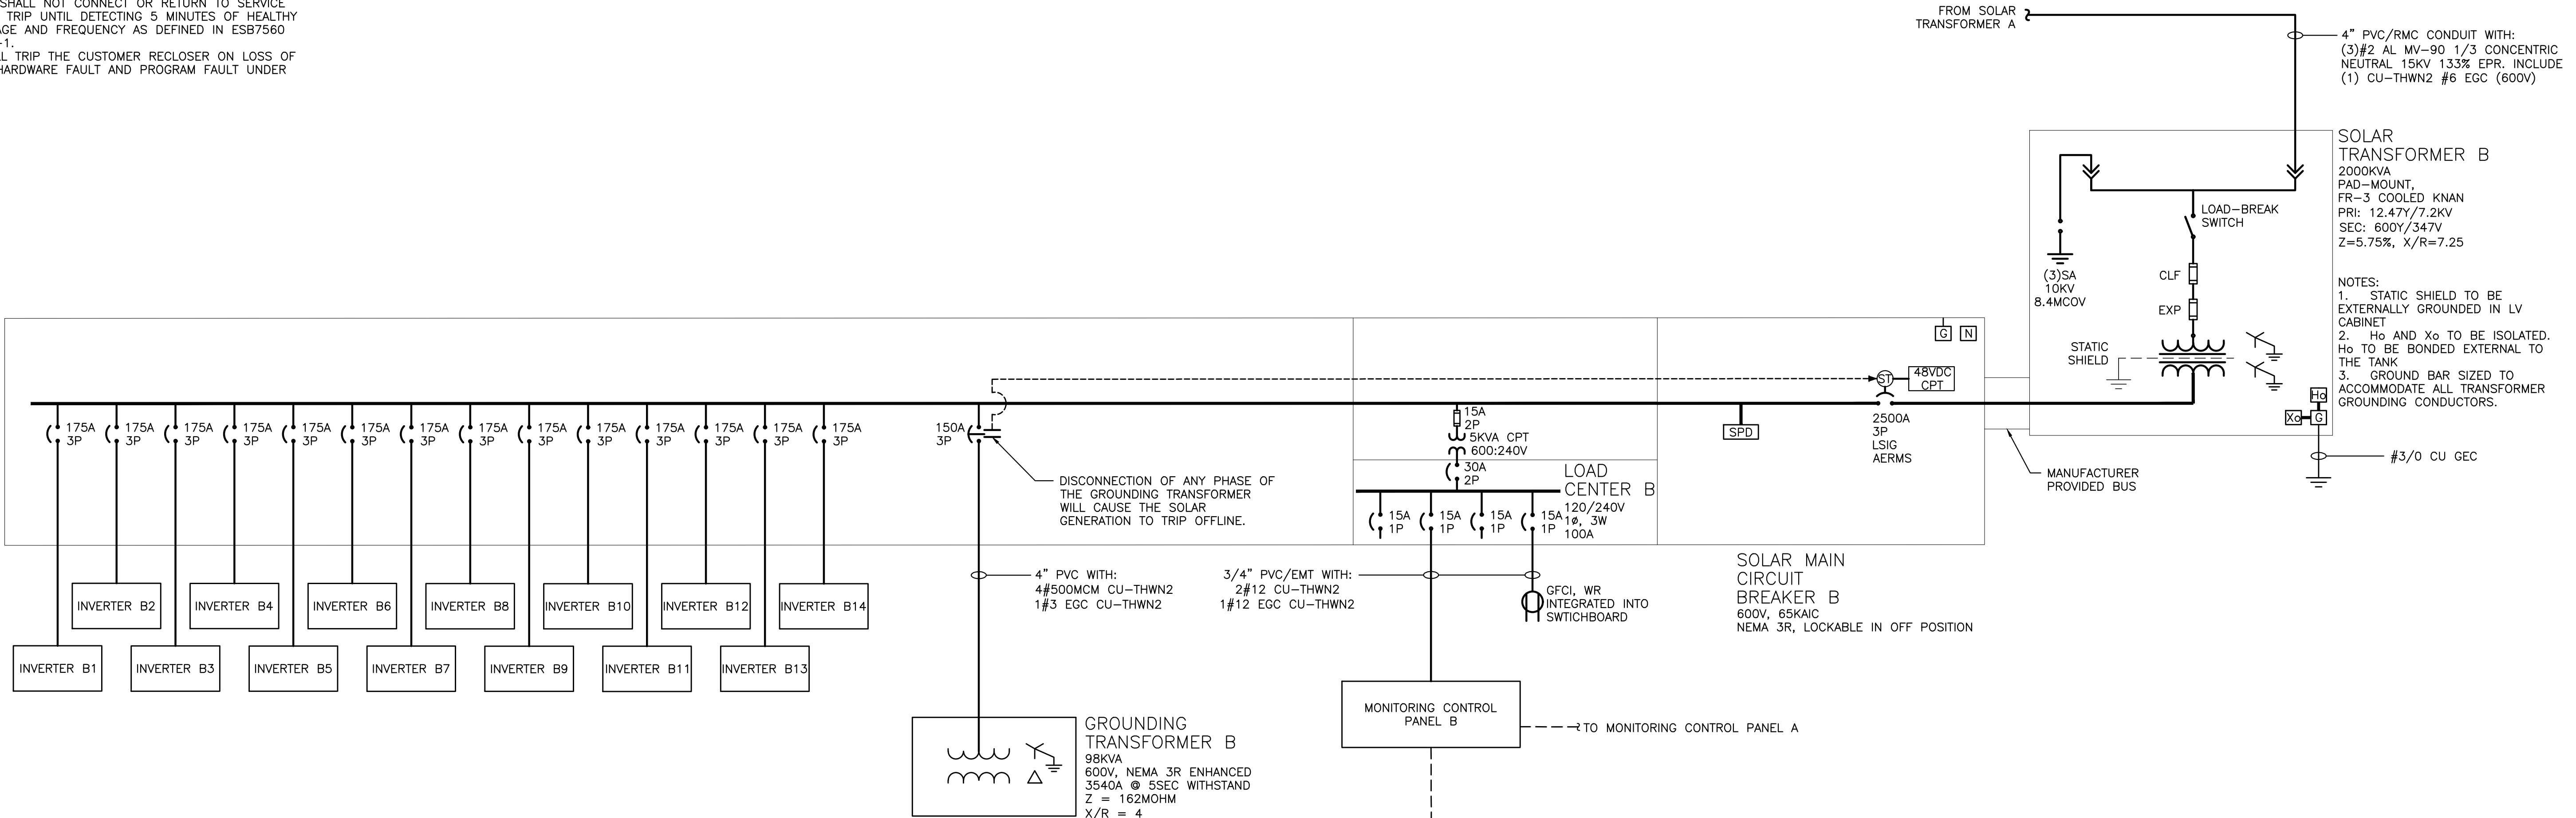 SHALL NOT CONNECT OR RETURN TO SERVICE
TRIP UNTIL DETECTING 5 MINUTES OF HEALTHY
AGE AND FREQUENCY AS DEFINED IN ESB7560
-1.
L TRIP THE CUSTOMER RECLOSER ON LOSS OF
HARDWARE FAULT AND PROGRAM FAULT UNDER
FROM SOLAR
TRANSFORMER A
4" PVC/RMC CONDUIT WITH:
(3)#2 AL MV-90 1/3 CONCENTRIC
NEUTRAL 15KV 133% EPR. INCLUDE
(1) CU-THWN2 #6 EGC (600V)
SOLAR
TRANSFORMER B
2000KVA
PAD-MOUNT,
FR-3 COOLED KNAN
PRI: 12.47Y/7.2KV
SEC: 600Y/347V
Z=5.75%, X/R=7.25
NOTES:
1. STATIC SHIELD TO BE
EXTERNALLY GROUNDED IN LV
CABINET
2. Ho AND Xo TO BE ISOLATED.
Ho TO BE BONDED EXTERNAL TO
THE TANK
3. GROUND BAR SIZED TO
ACCOMMODATE ALL TRANSFORMER
GROUNDING CONDUCTORS.
LOAD-BREAK
SWITCH
CLF
EXP
(3)SA
10KV
8.4MCOV
STATIC
SHIELD
Ho
Xo
G
#3/0 CU GEC
G
N
ST
48VDC
CPT
2500A
3P
LSIG
AERMS
MANUFACTURER
PROVIDED BUS
SPD
15A
2P
5KVA CPT
600:240V
30A
2P
LOAD
CENTER B
120/240V
1ø, 3W
100A
15A
1P
15A
1P
15A
1P
15A
1P
175A
3P
175A
3P
175A
3P
175A
3P
175A
3P
175A
3P
175A
3P
175A
3P
175A
3P
175A
3P
175A
3P
175A
3P
175A
3P
175A
3P
150A
3P
DISCONNECTION OF ANY PHASE OF
THE GROUNDING TRANSFORMER
WILL CAUSE THE SOLAR
GENERATION TO TRIP OFFLINE.
SOLAR MAIN
CIRCUIT
BREAKER B
600V, 65KAIC
NEMA 3R, LOCKABLE IN OFF POSITION
4" PVC WITH:
4#500MCM CU-THWN2
1#3 EGC CU-THWN2
3/4" PVC/EMT WITH:
2#12 CU-THWN2
1#12 EGC CU-THWN2
GFCI, WR
INTEGRATED INTO
SWTICHBOARD
INVERTER B2
INVERTER B4
INVERTER B6
INVERTER B8
INVERTER B10
INVERTER B12
INVERTER B14
INVERTER B1
INVERTER B3
INVERTER B5
INVERTER B7
INVERTER B9
INVERTER B11
INVERTER B13
MONITORING CONTROL
PANEL B
TO MONITORING CONTROL PANEL A
GROUNDING
TRANSFORMER B
98KVA
600V, NEMA 3R ENHANCED
3540A @ 5SEC WITHSTAND
Z = 162MOHM
X/R = 4